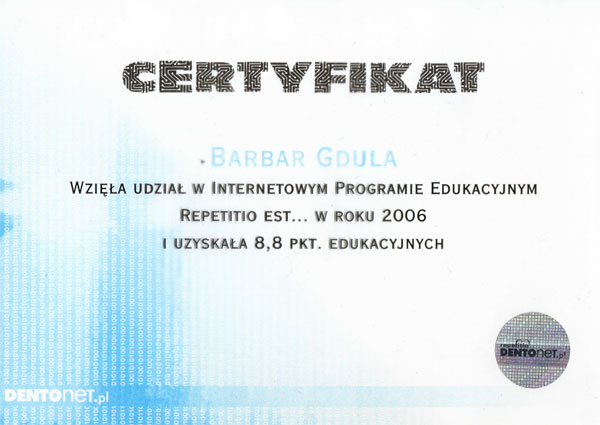 CERTYFIKAT
BARBAR GDULA
WZIĘŁA UDZIAŁ W INTERNETOWYM PROGRAMIE EDUKACYJNYM
REPETITIO EST... W ROKU 2006
I UZYSKAŁA 8,8 PKT. EDUKACYJNYCH
repetitio
DENTOnet.pl
DENTOnet.pl